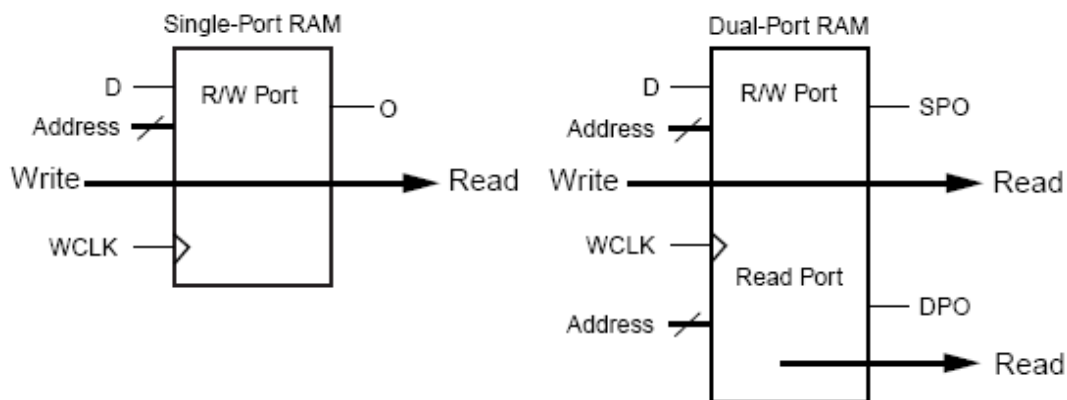 Single-Port RAM
D
R/W Port
O
Address
Write
Read
WCLK
Dual-Port RAM
D
R/W Port
SPO
Address
Write
Read
WCLK
Read Port
DPO
Address
Read